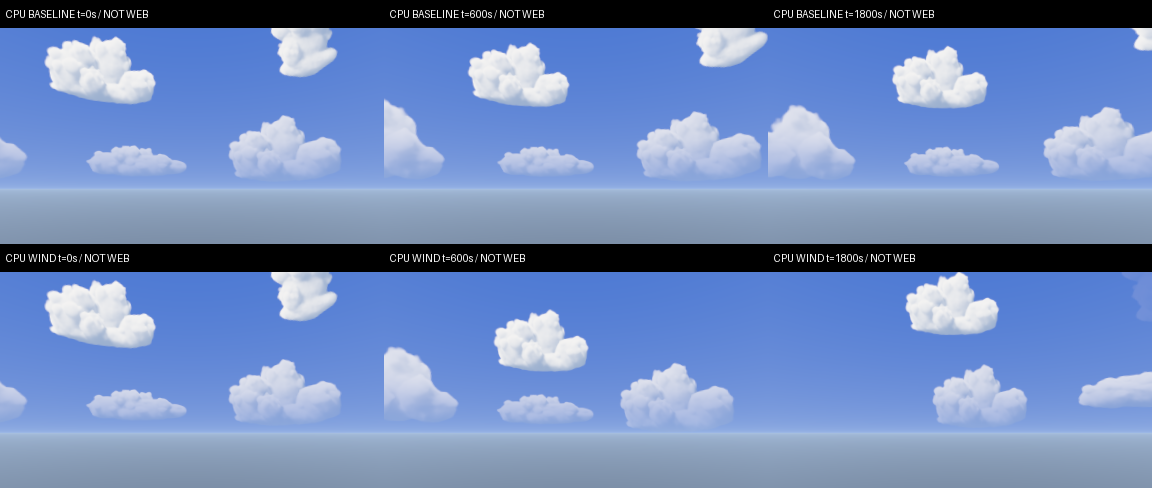 CPU BASELINE t=0s / NOT WEB
CPU BASELINE t=600s / NOT WEB
CPU BASELINE t=1800s / NOT WEB
CPU WIND t=0s / NOT WEB
CPU WIND t=600s / NOT WEB
CPU WIND t=1800s / NOT WEB